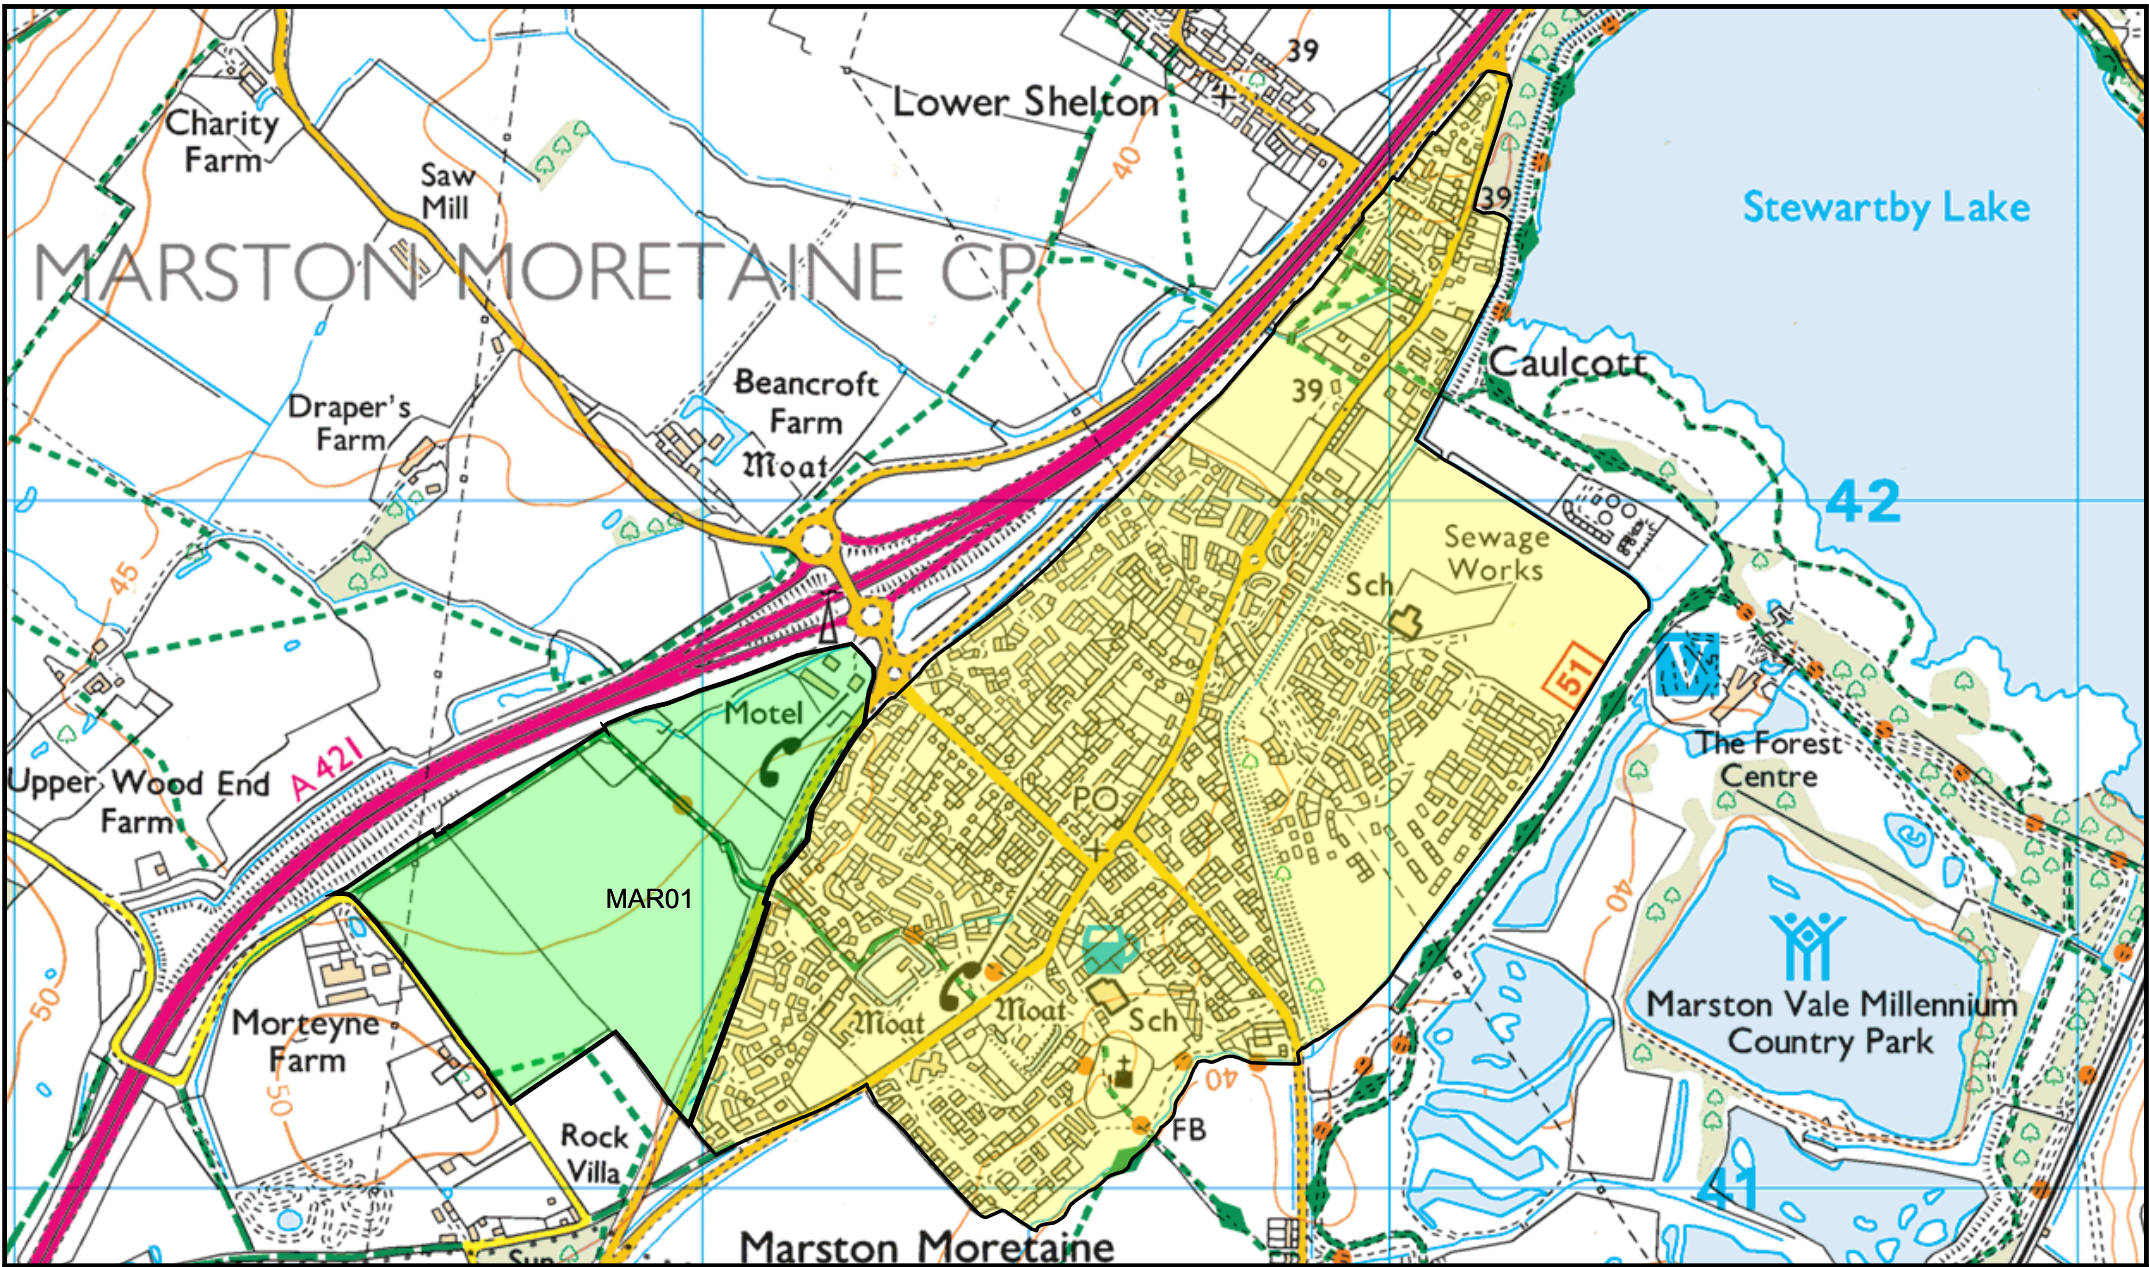 39
Lower Shelton
Charity
Farm
40
Saw
Mill
39
Stewartby Lake
MARSTON MORETAINE CP
Caulcott
Beancroft
Farm
Moat
39
Draper's
Farm
42
Sewage
Works
Sch
45
51
V
Motel
The Forest
Centre
A 421
Upper Wood End
Farm
PO
MAR01
40
50
Marston Vale Millennium
Country Park
Morteyne
Farm
Moat
Moat
Sch
50
40
FB
Rock
Villa
41
Marston Moretaine
Sun